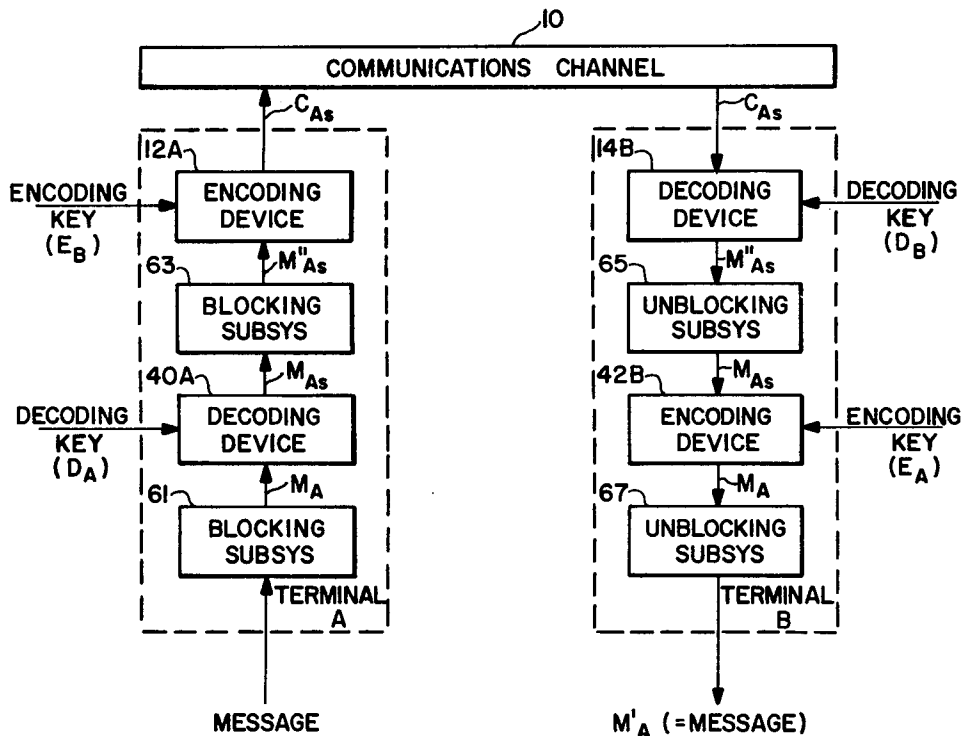 10
COMMUNICATIONS CHANNEL
C_As
C_As
12A
14B
ENCODING
KEY
(E_B)
ENCODING
DEVICE
DECODING
DEVICE
DECODING
KEY
(D_B)
M"_As
M"_As
63
65
BLOCKING
SUBSYS
UNBLOCKING
SUBSYS
M_As
M_As
40A
42B
DECODING
KEY
(D_A)
DECODING
DEVICE
ENCODING
DEVICE
ENCODING
KEY
(E_A)
M_A
M_A
61
67
BLOCKING
SUBSYS
UNBLOCKING
SUBSYS
TERMINAL
A
TERMINAL
B
MESSAGE
M'_A (=MESSAGE)